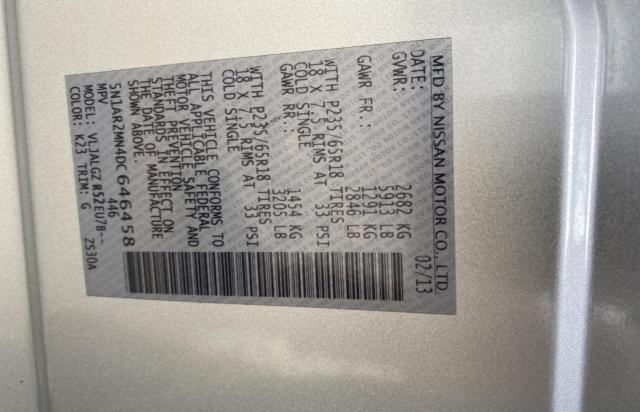 MFD BY NISSAN MOTOR CO., LTD.
DATE: 02/13
GVWR: 2682 KG
5913 LB
GAWR FR.: 1291 KG
2846 LB
WITH P235/65R18 TIRES
18 X 7.5 RIMS AT 33 PSI
COLD SINGLE
GAWR RR.: 1454 KG
3205 LB
WITH P235/65R18 TIRES
18 X 7.5 RIMS AT 33 PSI
COLD SINGLE
THIS VEHICLE CONFORMS TO
ALL APPLICABLE FEDERAL
MOTOR VEHICLE SAFETY AND
THEFT PREVENTION
STANDARDS IN EFFECT ON
THE DATE OF MANUFACTURE
SHOWN ABOVE.
5N1AR2MN4DC646458
MPV 446
MODEL: VLJALGZ R52EU7B-- ZS30A
COLOR: K23 TRIM: G